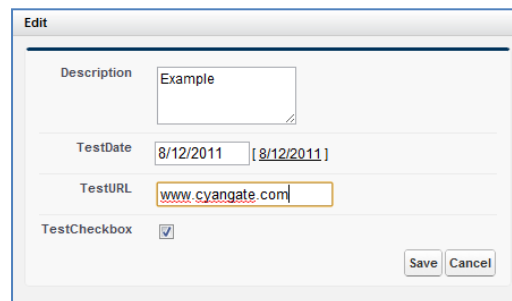 Edit
Description Example
TestDate 8/12/2011 [ 8/12/2011 ]
TestURL www.cyangate.com
TestCheckbox
Save Cancel